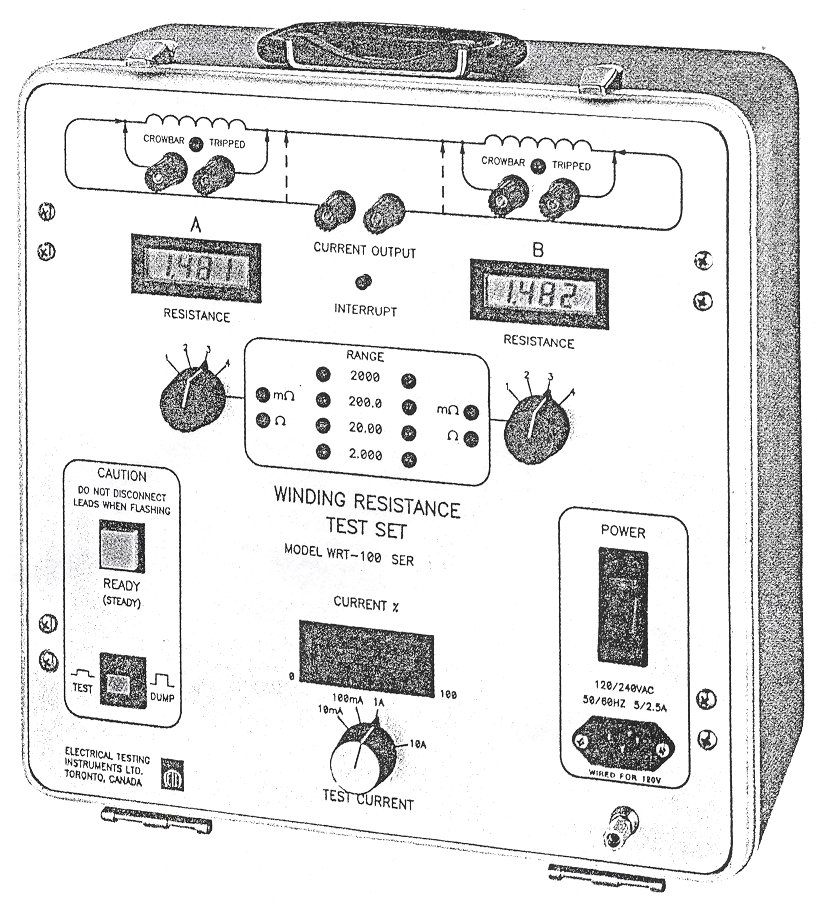 CROWBAR TRIPPED
CROWBAR TRIPPED
A
CURRENT OUTPUT
B
1.481
1.482
INTERRUPT
RESISTANCE
RESISTANCE
1 2 3 4
RANGE
1 2 3 4
2000
mΩ 200.0 mΩ
Ω 20.00 Ω
2.000
CAUTION
DO NOT DISCONNECT
LEADS WHEN FLASHING
READY
(STEADY)
TEST
DUMP
WINDING RESISTANCE
TEST SET
MODEL WRT-100 SER
CURRENT %
0 100
100mA 1A
10mA
10A
TEST CURRENT
POWER
120/240VAC
50/60HZ 5/2.5A
WIRED FOR 120V
ELECTRICAL TESTING
INSTRUMENTS LTD.
TORONTO, CANADA